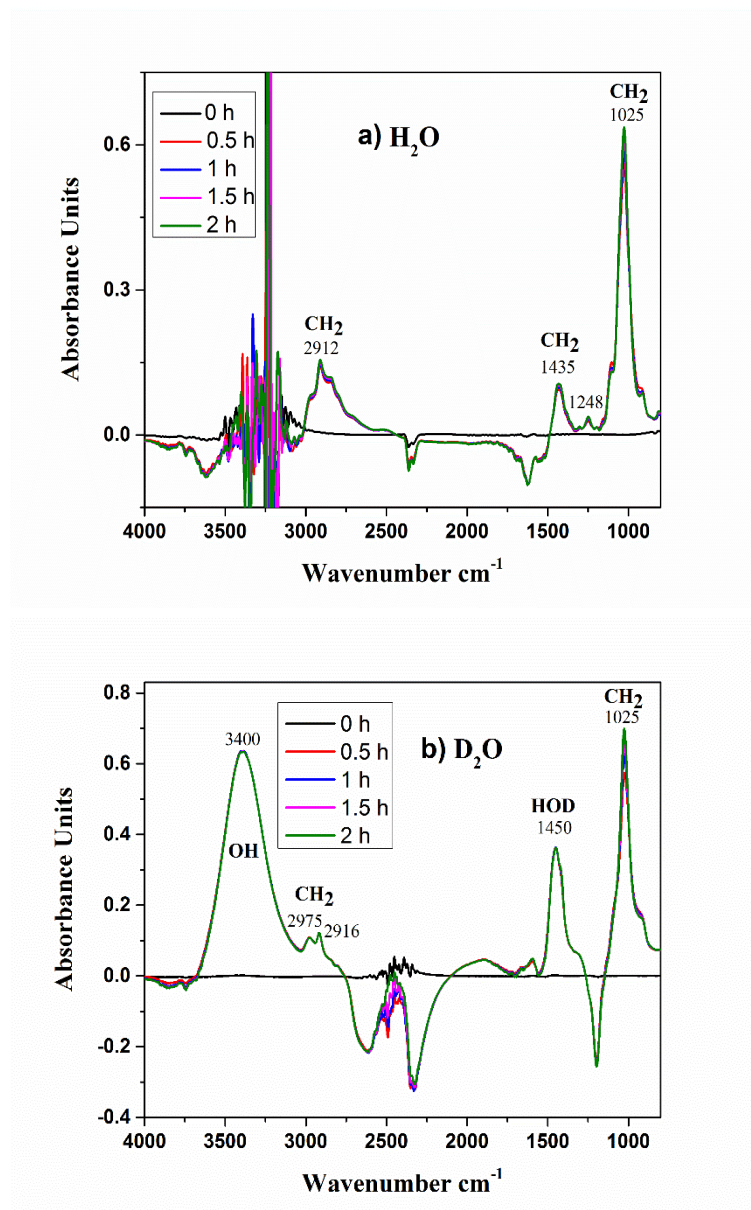 a) H2O
0 h
0.5 h
1 h
1.5 h
2 h
CH2
1025
CH2
2912
CH2
1435
1248
0.6
0.3
0.0
Absorbance Units
4000 3500 3000 2500 2000 1500 1000
Wavenumber cm-1
b) D2O
0 h
0.5 h
1 h
1.5 h
2 h
3400
OH
CH2
2975 2916
HOD
1450
CH2
1025
0.8
0.6
0.4
0.2
0.0
-0.2
-0.4
Absorbance Units
4000 3500 3000 2500 2000 1500 1000
Wavenumber cm-1